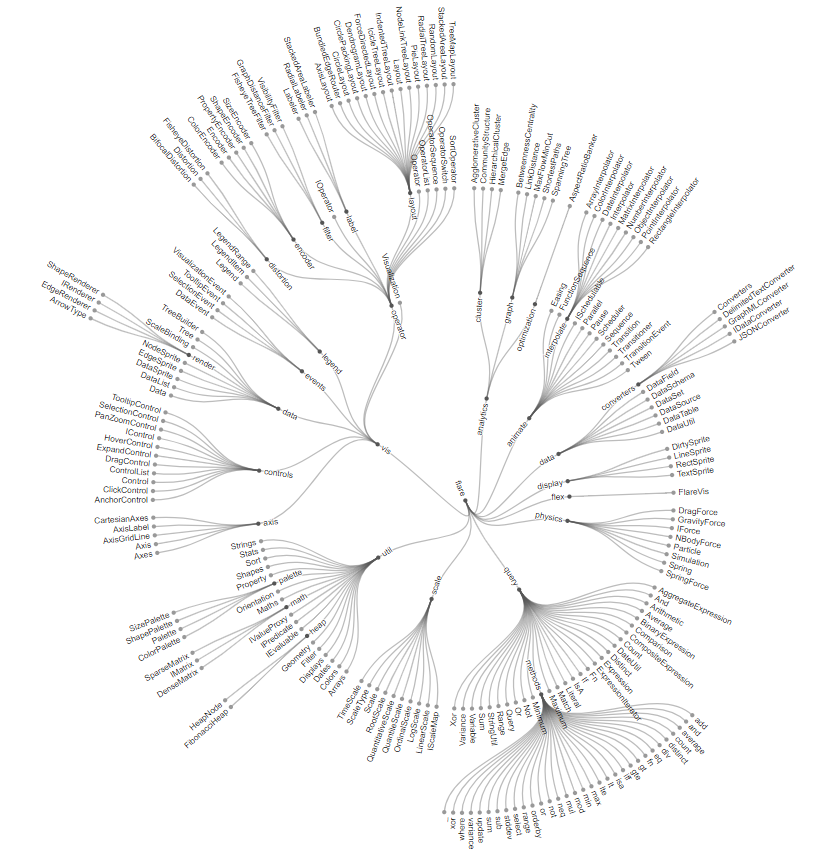 flare
analytics
cluster
AgglomerativeCluster
CommunityStructure
HierarchicalCluster
MergeEdge
graph
BetweennessCentrality
LinkDistance
MaxFlowMinCut
ShortestPaths
SpanningTree
optimization
AspectRatioBanker
animate
Easing
FunctionSequence
interpolate
ArrayInterpolator
ColorInterpolator
DateInterpolator
Interpolator
MatrixInterpolator
NumberInterpolator
ObjectInterpolator
PointInterpolator
RectangleInterpolator
ISchedulable
Parallel
Pause
Scheduler
Sequence
Transition
Transitioner
TransitionEvent
Tween
data
converters
Converters
DelimitedTextConverter
GraphMLConverter
IDataConverter
JSONConverter
DataField
DataSchema
DataSet
DataSource
DataTable
DataUtil
display
DirtySprite
LineSprite
RectSprite
TextSprite
flex
FlareVis
physics
DragForce
GravityForce
IForce
NBodyForce
Particle
Simulation
Spring
SpringForce
query
AggregateExpression
And
Arithmetic
Average
BinaryExpression
Comparison
CompositeExpression
Count
DateUtil
Distinct
Expression
ExpressionIterator
Fn
If
IsA
Literal
Match
Maximum
methods
add
and
average
count
distinct
div
eq
fn
gt
gte
iff
isa
lt
lte
max
min
mod
mul
neq
not
or
orderby
range
select
stddev
sub
sum
update
variance
where
xor
Minimum
Not
Or
Query
Range
StringUtil
Sum
Variable
Variance
Xor
scale
IScaleMap
LinearScale
LogScale
OrdinalScale
QuantileScale
QuantitativeScale
RootScale
Scale
ScaleType
TimeScale
util
Arrays
Colors
Dates
Displays
Filter
Geometry
heap
FibonacciHeap
HeapNode
IEvaluable
IPredicate
IValueProxy
math
DenseMatrix
IMatrix
SparseMatrix
Maths
Orientation
palette
ColorPalette
Palette
ShapePalette
SizePalette
Property
Shapes
Sort
Stats
Strings
vis
axis
Axes
Axis
AxisGridLine
AxisLabel
CartesianAxes
controls
AnchorControl
ClickControl
Control
ControlList
DragControl
ExpandControl
HoverControl
IControl
PanZoomControl
SelectionControl
TooltipControl
data
Data
DataList
DataSprite
EdgeSprite
NodeSprite
render
ArrowType
EdgeRenderer
IRenderer
ShapeRenderer
ScaleBinding
Tree
TreeBuilder
events
DataEvent
SelectionEvent
TooltipEvent
VisualizationEvent
legend
Legend
LegendItem
LegendRange
operator
distortion
BifocalDistortion
Distortion
FisheyeDistortion
encoder
ColorEncoder
Encoder
PropertyEncoder
ShapeEncoder
SizeEncoder
filter
FisheyeTreeFilter
GraphDistanceFilter
VisibilityFilter
IOperator
label
Labeler
RadialLabeler
StackedAreaLabeler
layout
AxisLayout
BundledEdgeRouter
CircleLayout
CirclePackingLayout
DendrogramLayout
ForceDirectedLayout
IcicleTreeLayout
IndentedTreeLayout
Layout
NodeLinkTreeLayout
PieLayout
RadialTreeLayout
RandomLayout
StackedAreaLayout
TreeMapLayout
Operator
OperatorList
OperatorSequence
OperatorSwitch
SortOperator
Visualization